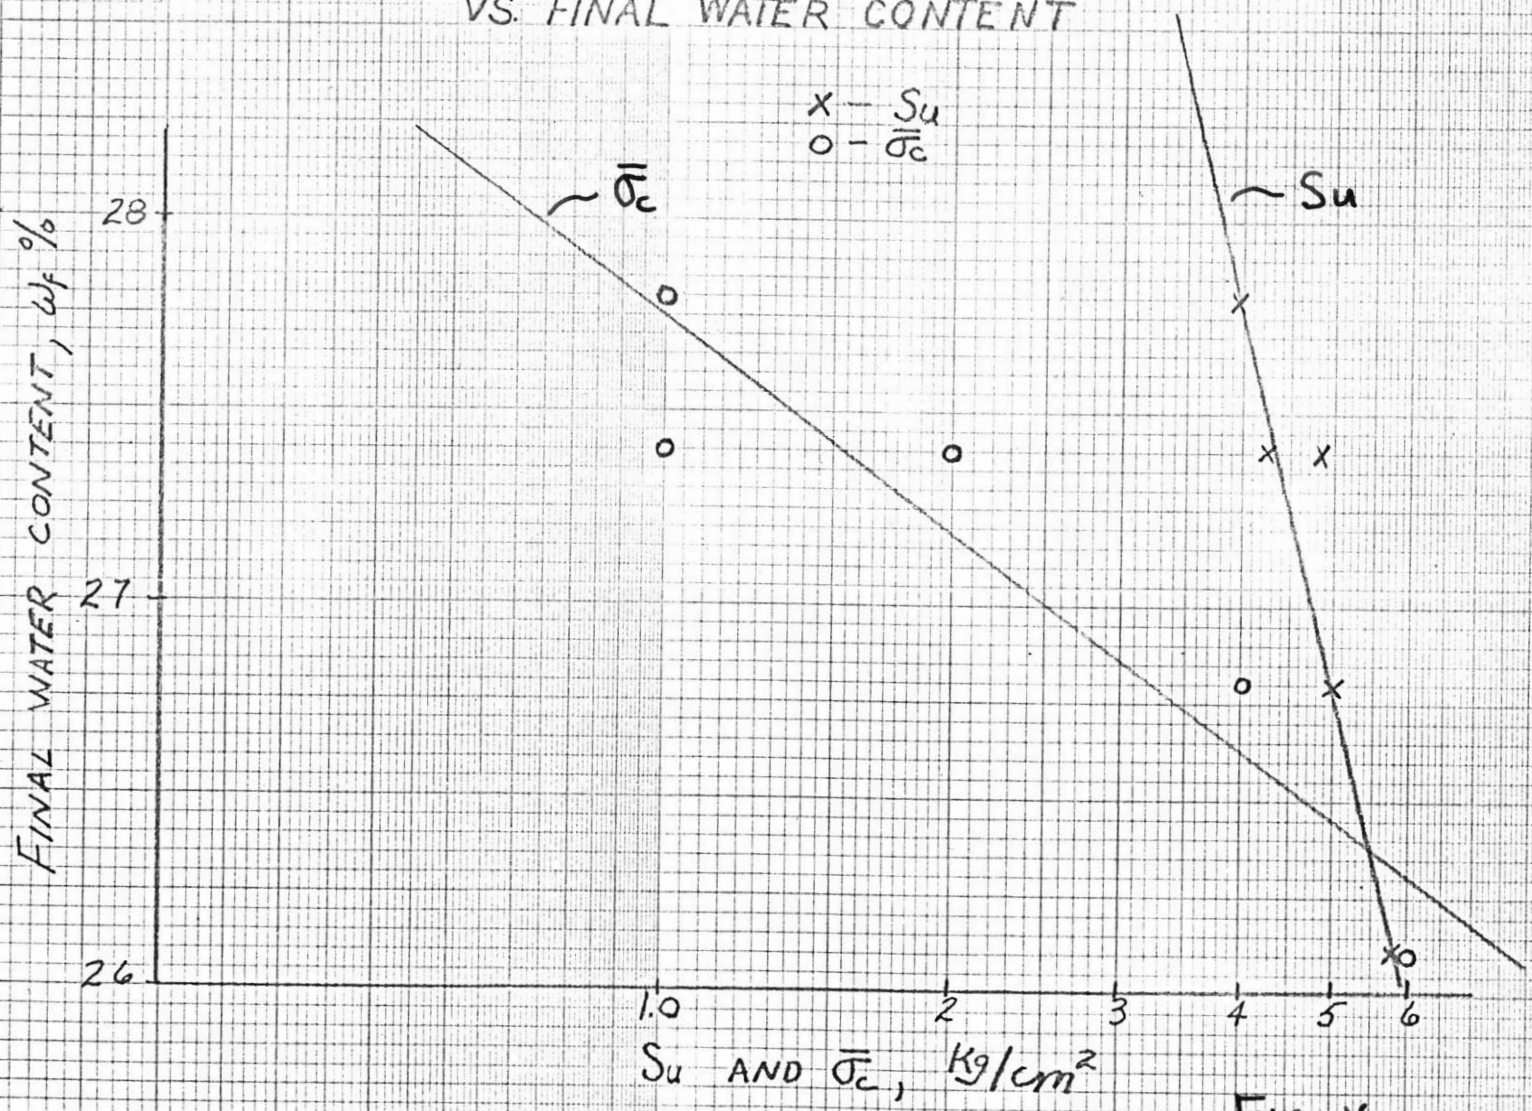 VS. FINAL WATER CONTENT
x - Su
o - σ̅c
σ̅c
Su
28
27
26
FINAL WATER CONTENT, ωf %
1.0 2 3 4 5 6
Su AND σ̅c, Kg/cm²